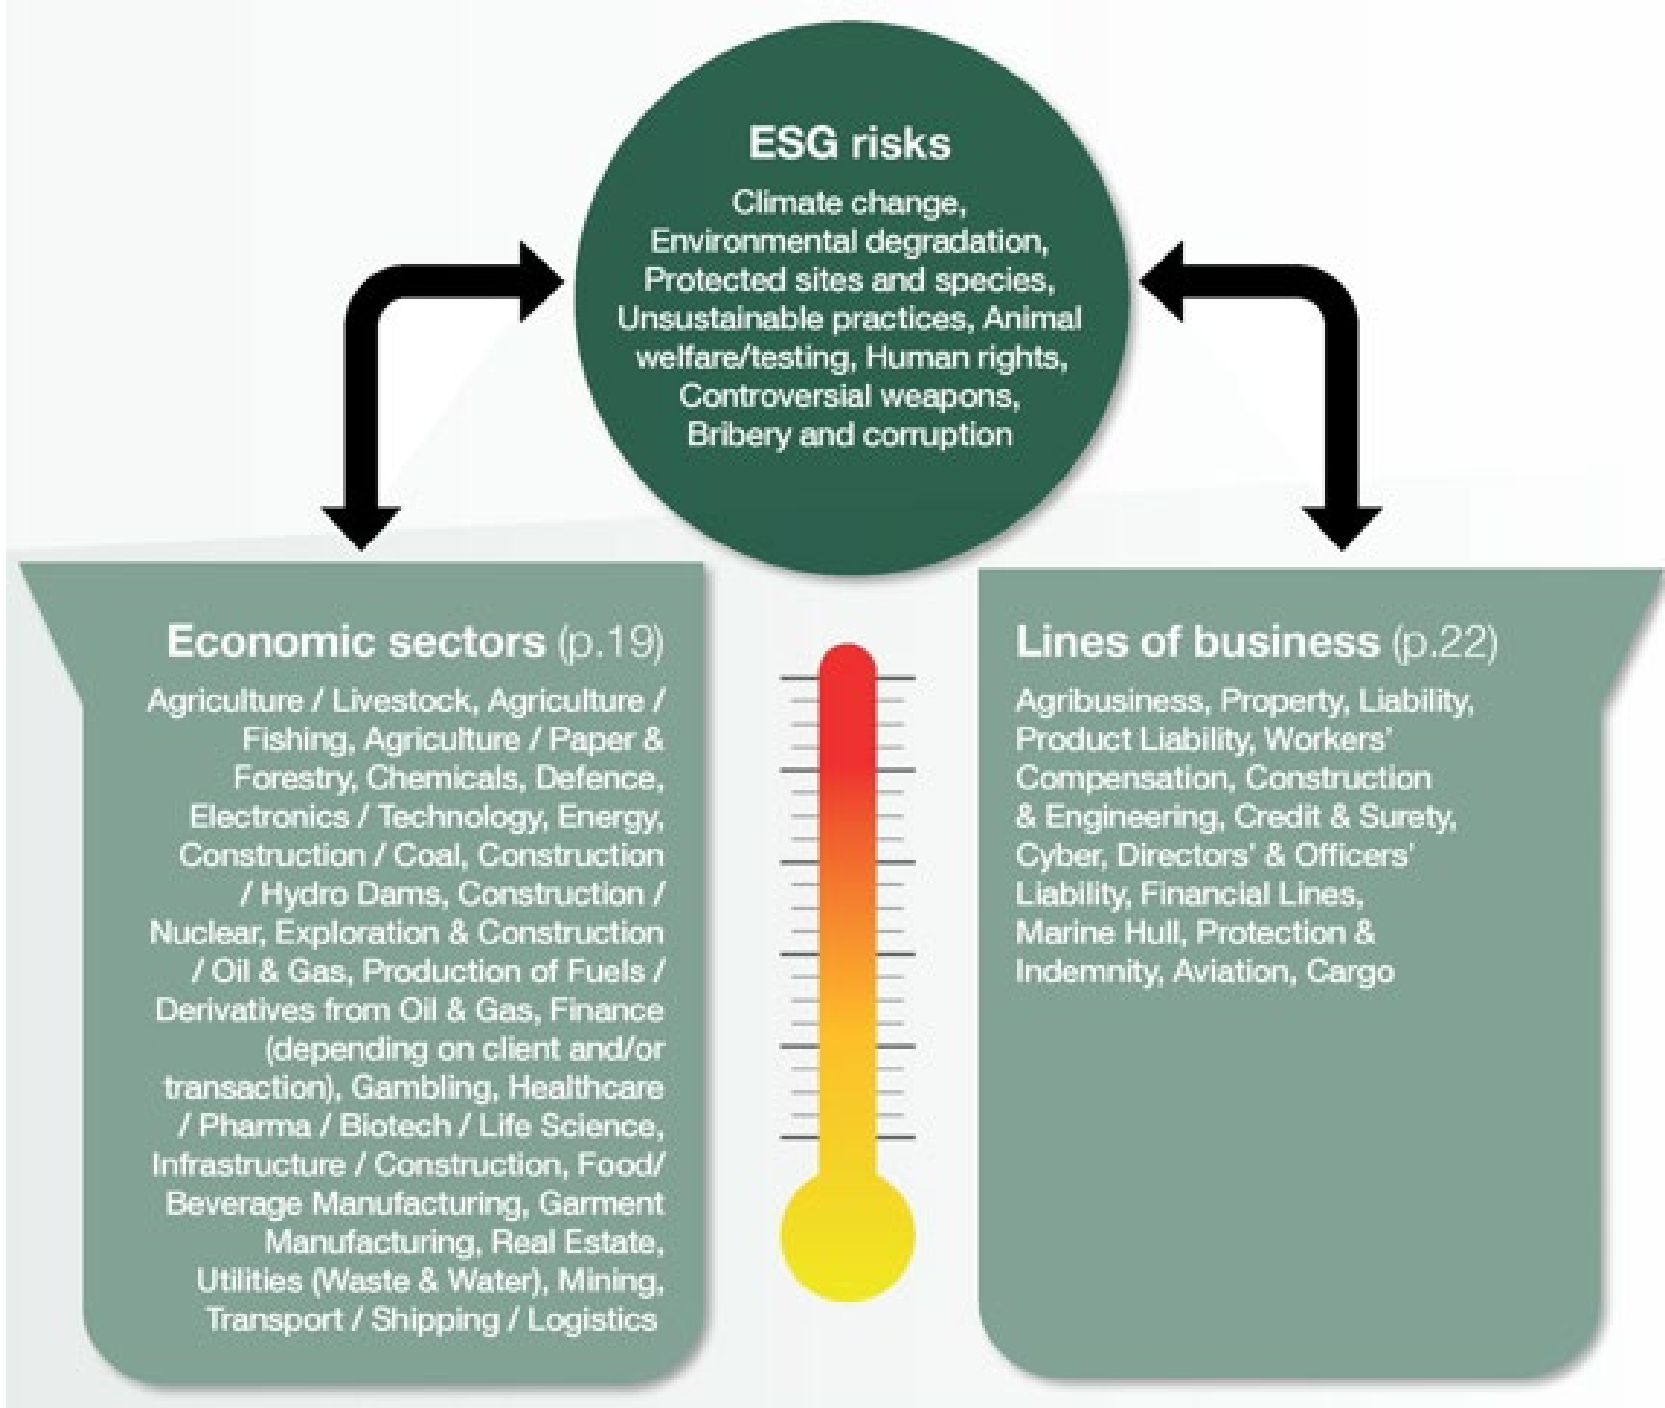 ESG risks
Climate change,
Environmental degradation,
Protected sites and species,
Unsustainable practices, Animal
welfare/testing, Human rights,
Controversial weapons,
Bribery and corruption
Economic sectors (p.19)
Agriculture / Livestock, Agriculture /
Fishing, Agriculture / Paper &
Forestry, Chemicals, Defence,
Electronics / Technology, Energy,
Construction / Coal, Construction
/ Hydro Dams, Construction /
Nuclear, Exploration & Construction
/ Oil & Gas, Production of Fuels /
Derivatives from Oil & Gas, Finance
(depending on client and/or
transaction), Gambling, Healthcare
/ Pharma / Biotech / Life Science,
Infrastructure / Construction, Food/
Beverage Manufacturing, Garment
Manufacturing, Real Estate,
Utilities (Waste & Water), Mining,
Transport / Shipping / Logistics
Lines of business (p.22)
Agribusiness, Property, Liability,
Product Liability, Workers’
Compensation, Construction
& Engineering, Credit & Surety,
Cyber, Directors’ & Officers’
Liability, Financial Lines,
Marine Hull, Protection &
Indemnity, Aviation, Cargo